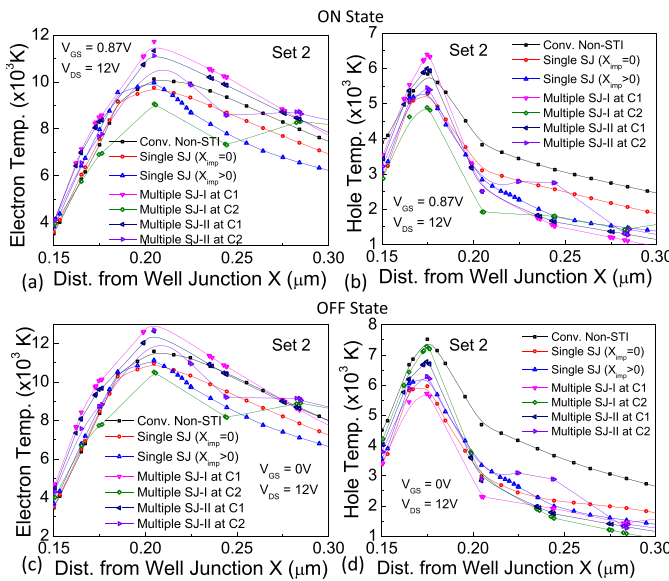 ON State
(a)
Electron Temp. (x10³ K)
12
10
8
6
4
V_GS = 0.87V
V_DS = 12V
Set 2
Conv. Non-STI
Single SJ (X_imp=0)
Single SJ (X_imp>0)
Multiple SJ-I at C1
Multiple SJ-I at C2
Multiple SJ-II at C1
Multiple SJ-II at C2
0.15 0.20 0.25 0.30
Dist. from Well Junction X (μm)
(b)
Hole Temp. (x10³ K)
7
6
5
4
3
2
1
Set 2
Conv. Non-STI
Single SJ (X_imp=0)
Single SJ (X_imp>0)
Multiple SJ-I at C1
Multiple SJ-I at C2
Multiple SJ-II at C1
Multiple SJ-II at C2
V_GS = 0.87V
V_DS = 12V
0.15 0.20 0.25 0.30
Dist. from Well Junction X (μm)
OFF State
(c)
Electron Temp. (x10³ K)
12
10
8
6
4
2
Set 2
Conv. Non-STI
Single SJ (X_imp=0)
Single SJ (X_imp>0)
Multiple SJ-I at C1
Multiple SJ-I at C2
Multiple SJ-II at C1
Multiple SJ-II at C2
V_GS = 0V
V_DS = 12V
0.15 0.20 0.25 0.30
Dist. from Well Junction X (μm)
(d)
Hole Temp. (x10³ K)
8
7
6
5
4
3
2
1
Set 2
Conv. Non-STI
Single SJ (X_imp=0)
Single SJ (X_imp>0)
Multiple SJ-I at C1
Multiple SJ-I at C2
Multiple SJ-II at C1
Multiple SJ-II at C2
V_GS = 0V
V_DS = 12V
0.15 0.20 0.25 0.30
Dist. from Well Junction X (μm)